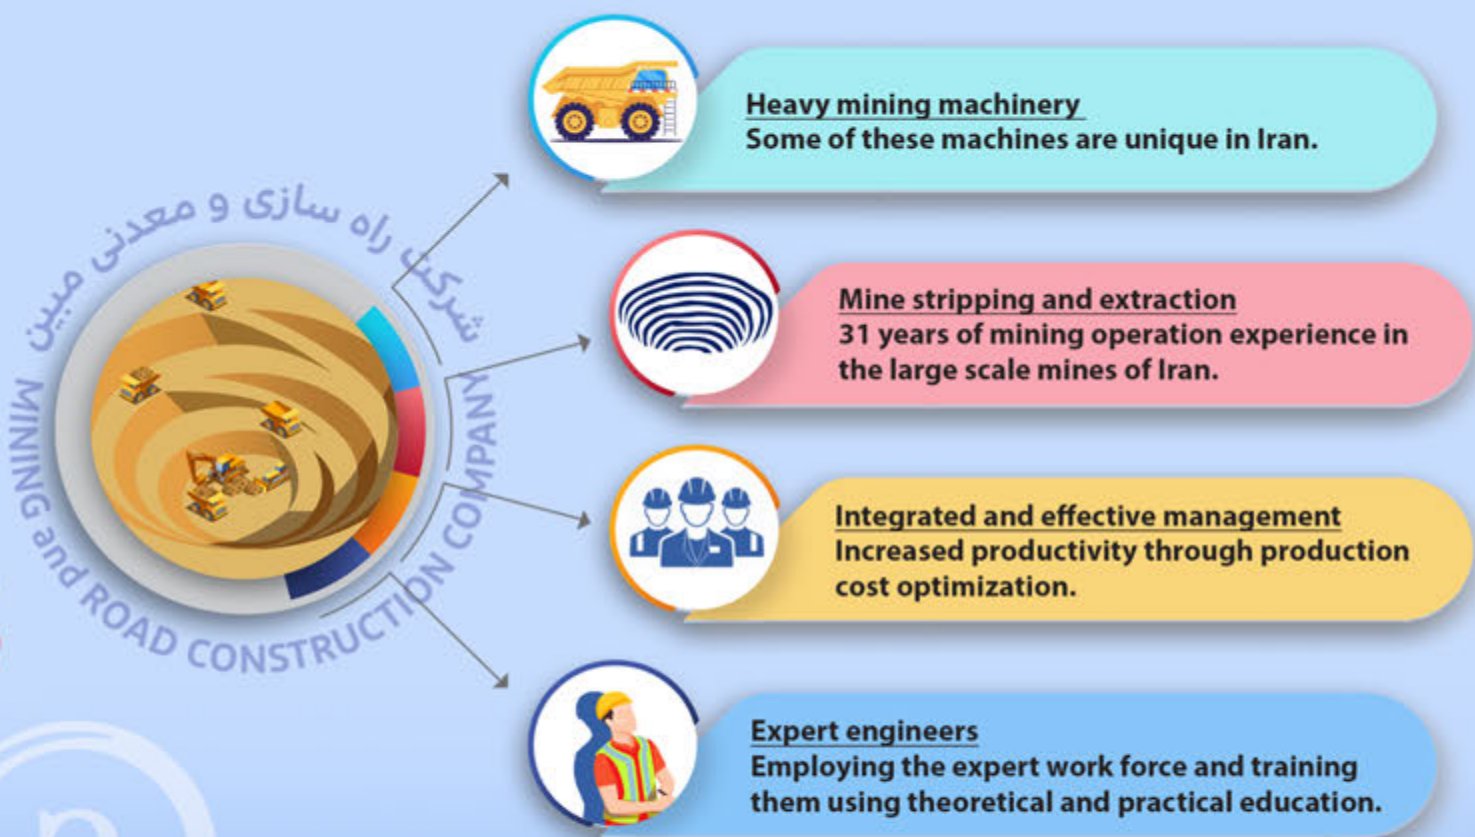 شرکت راه سازی و معدنی مبین
MINING and ROAD CONSTRUCTION COMPANY
Heavy mining machinery
Some of these machines are unique in Iran.
Mine stripping and extraction
31 years of mining operation experience in
the large scale mines of Iran.
Integrated and effective management
Increased productivity through production
cost optimization.
Expert engineers
Employing the expert work force and training
them using theoretical and practical education.